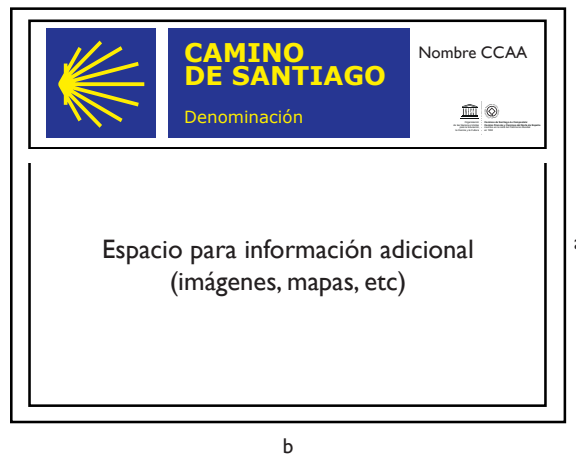 CAMINO
DE SANTIAGO
Denominación
Nombre CCAA
Espacio para información adicional
(imágenes, mapas, etc)
a
b